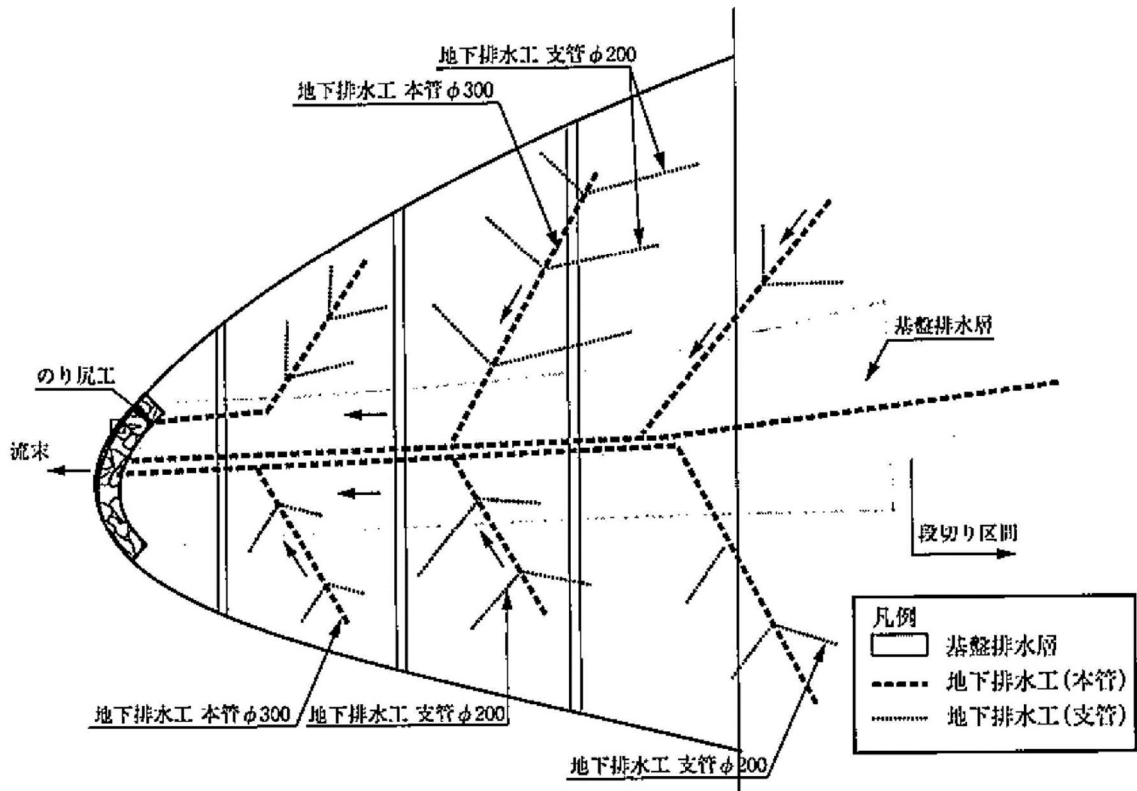 地下排水工 支管φ200
地下排水工 本管φ300
基盤排水層
のり尻工
流末
段切り区間
凡例
基盤排水層
地下排水工(本管)
地下排水工(支管)
地下排水工 本管φ300
地下排水工 支管φ200
地下排水工 支管φ200